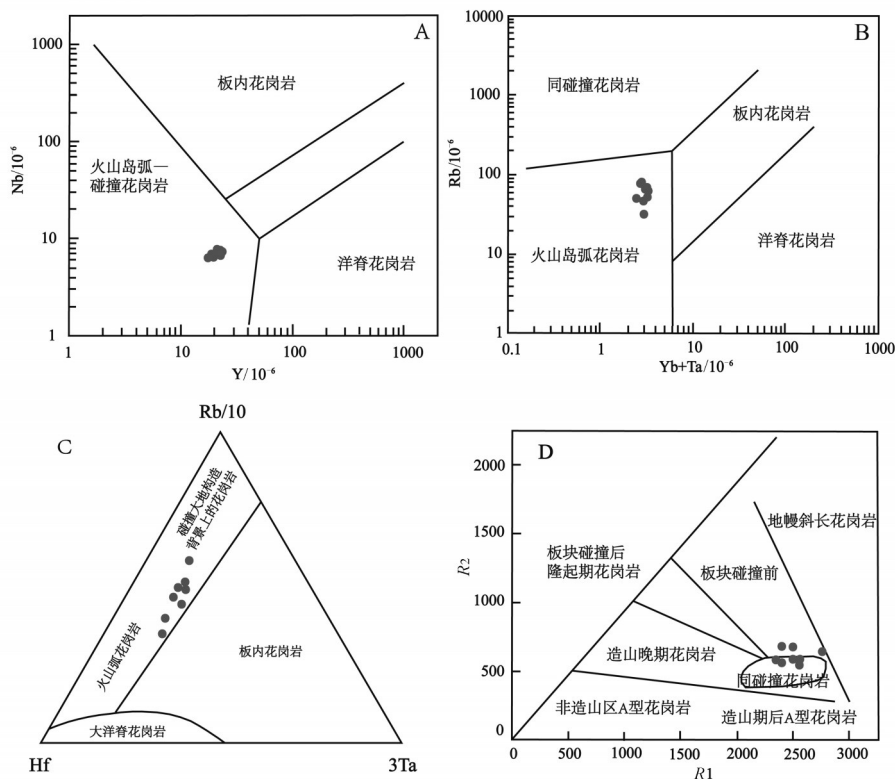 A
1000
100
10
1
Nb/10⁻⁶
板内花岗岩
火山岛弧—
碰撞花岗岩
洋脊花岗岩
1
10
100
1000
Y/10⁻⁶
B
10000
1000
100
10
1
Rb/10⁻⁶
同碰撞花岗岩
板内花岗岩
火山岛弧花岗岩
洋脊花岗岩
0.1
1
10
100
1000
Yb+Ta/10⁻⁶
C
Rb/10
碰撞大地构造
背景上的花岗岩
火山弧花岗岩
板内花岗岩
大洋脊花岗岩
Hf
3Ta
D
2000
1500
1000
500
0
R2
地幔斜长花岗岩
板块碰撞后
隆起期花岗岩
板块碰撞前
造山晚期花岗岩
同碰撞花岗岩
非造山区A型花岗岩
造山期后A型花岗岩
0
500
1000
1500
2000
2500
3000
R1